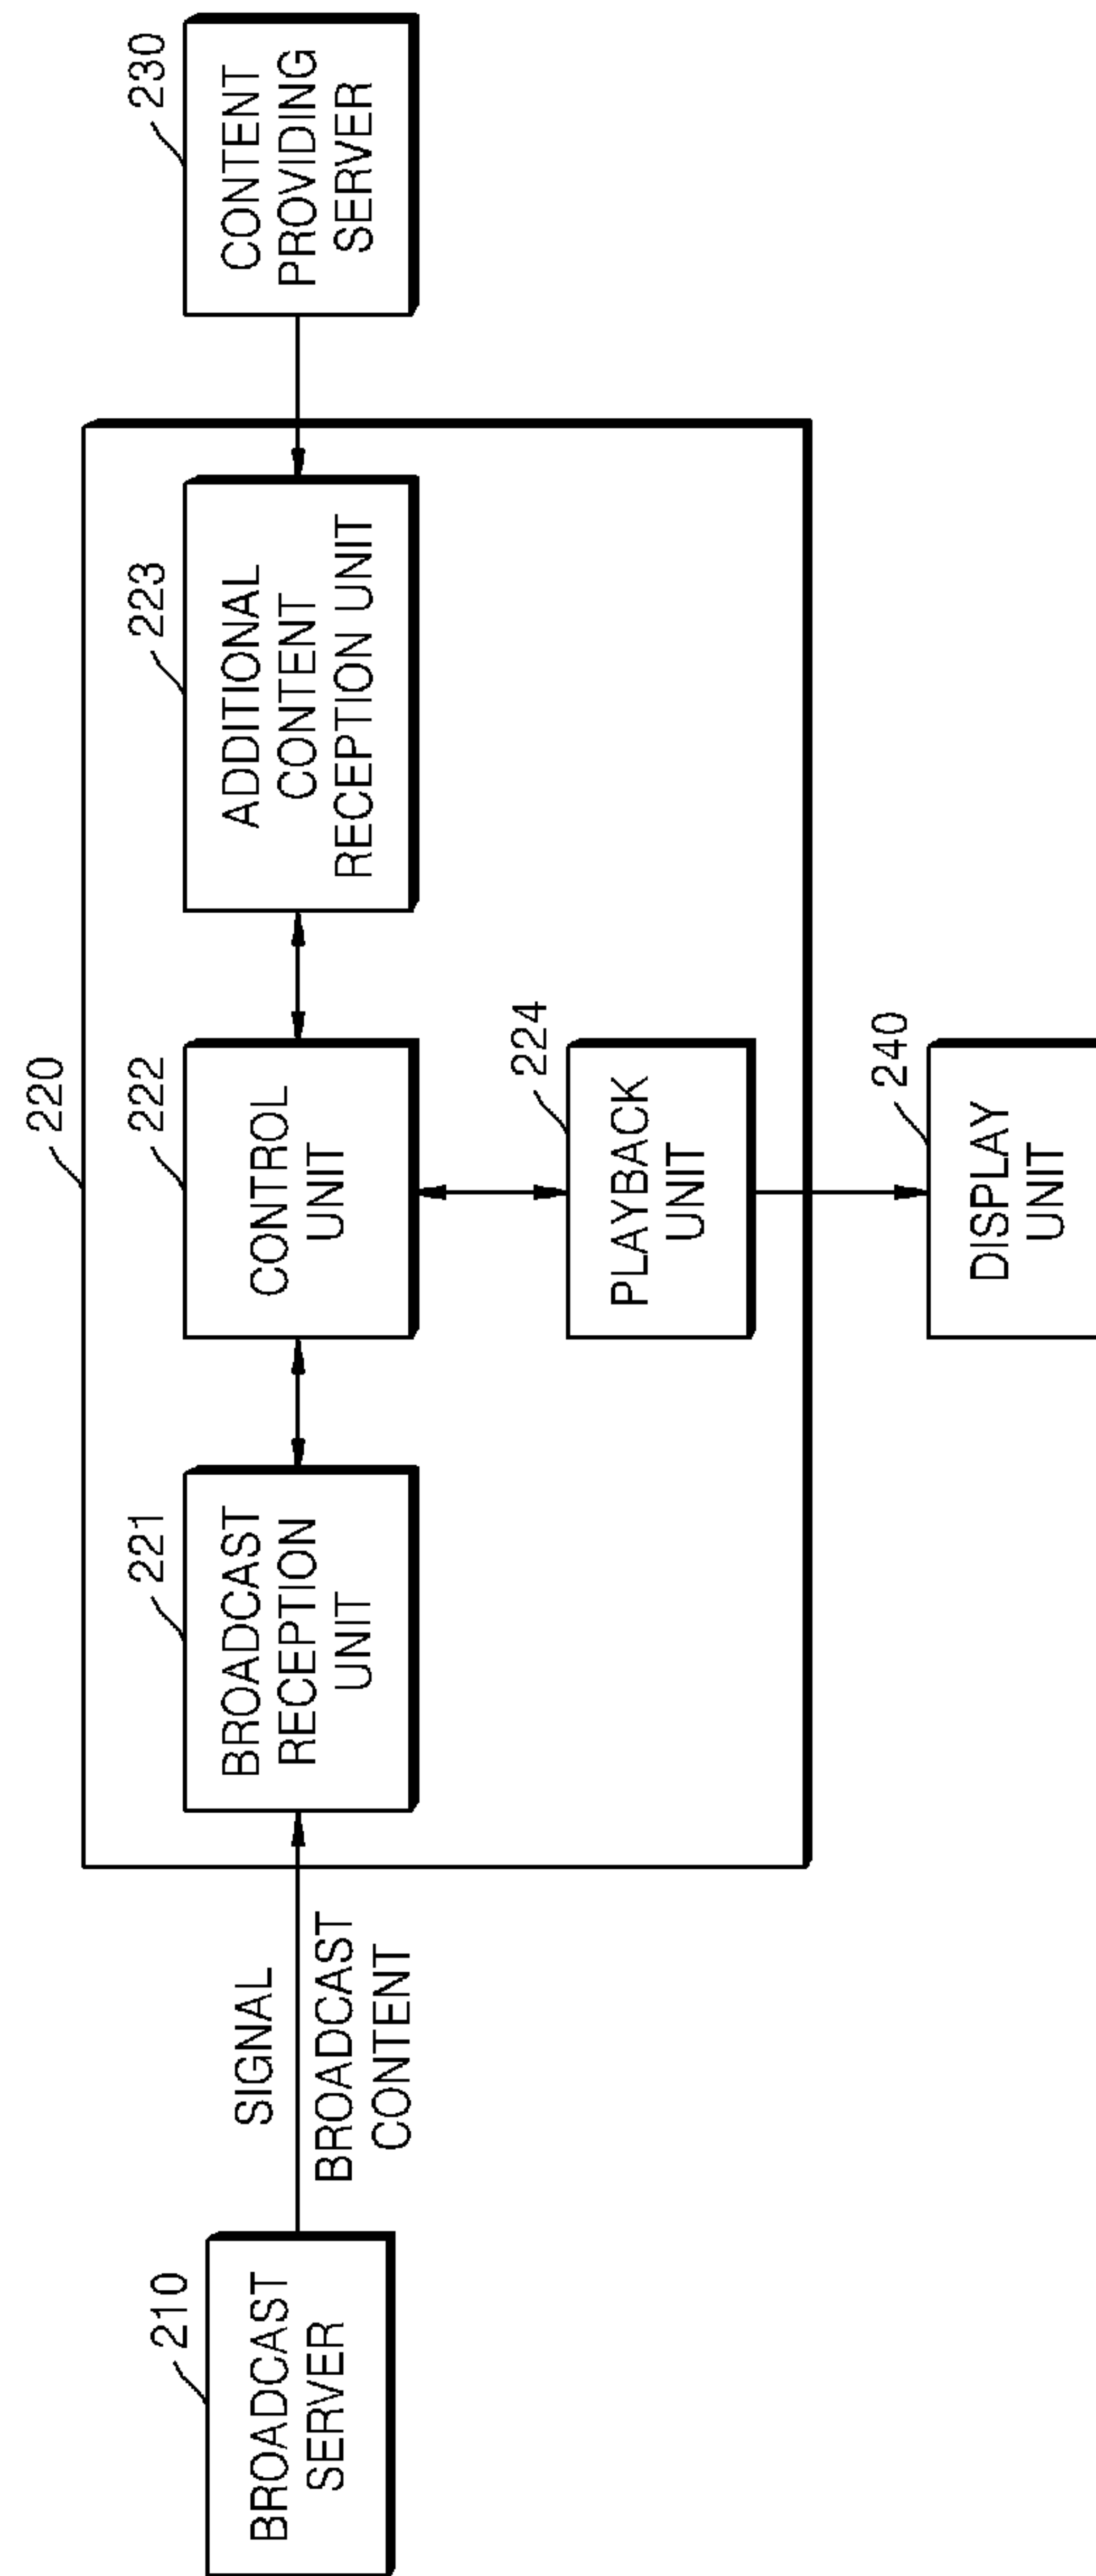 220
210
BROADCAST
SERVER
SIGNAL
BROADCAST
CONTENT
221
BROADCAST
RECEPTION
UNIT
222
CONTROL
UNIT
223
ADDITIONAL
CONTENT
RECEPTION UNIT
230
CONTENT
PROVIDING
SERVER
224
PLAYBACK
UNIT
240
DISPLAY
UNIT